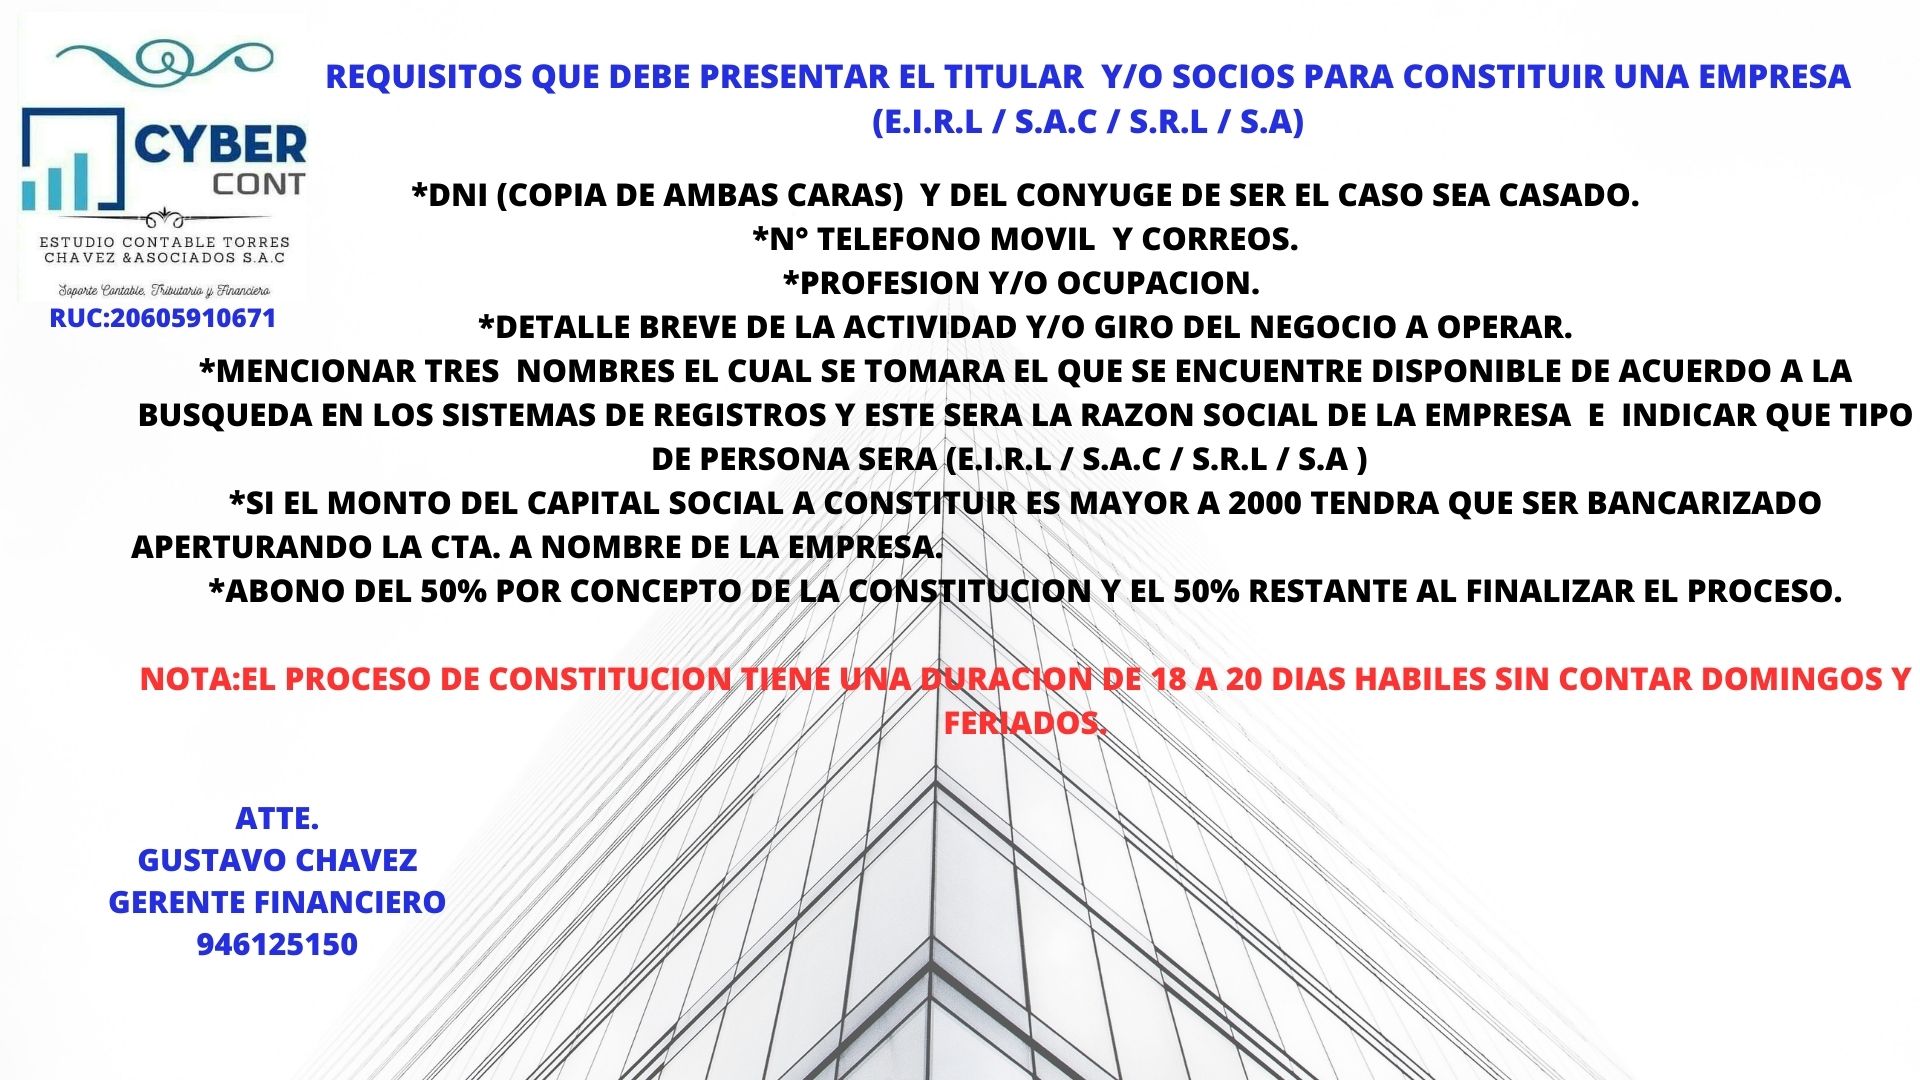 CYBER
CONT
ESTUDIO CONTABLE TORRES
CHAVEZ &ASOCIADOS S.A.C
Soporte Contable, Tributario y Financiero
RUC:20605910671
REQUISITOS QUE DEBE PRESENTAR EL TITULAR Y/O SOCIOS PARA CONSTITUIR UNA EMPRESA
(E.I.R.L / S.A.C / S.R.L / S.A)
*DNI (COPIA DE AMBAS CARAS) Y DEL CONYUGE DE SER EL CASO SEA CASADO.
*N° TELEFONO MOVIL Y CORREOS.
*PROFESION Y/O OCUPACION.
*DETALLE BREVE DE LA ACTIVIDAD Y/O GIRO DEL NEGOCIO A OPERAR.
*MENCIONAR TRES NOMBRES EL CUAL SE TOMARA EL QUE SE ENCUENTRE DISPONIBLE DE ACUERDO A LA
BUSQUEDA EN LOS SISTEMAS DE REGISTROS Y ESTE SERA LA RAZON SOCIAL DE LA EMPRESA E INDICAR QUE TIPO
DE PERSONA SERA (E.I.R.L / S.A.C / S.R.L / S.A )
*SI EL MONTO DEL CAPITAL SOCIAL A CONSTITUIR ES MAYOR A 2000 TENDRA QUE SER BANCARIZADO
APERTURANDO LA CTA. A NOMBRE DE LA EMPRESA.
*ABONO DEL 50% POR CONCEPTO DE LA CONSTITUCION Y EL 50% RESTANTE AL FINALIZAR EL PROCESO.
NOTA:EL PROCESO DE CONSTITUCION TIENE UNA DURACION DE 18 A 20 DIAS HABILES SIN CONTAR DOMINGOS Y
FERIADOS.
ATTE.
GUSTAVO CHAVEZ
GERENTE FINANCIERO
946125150